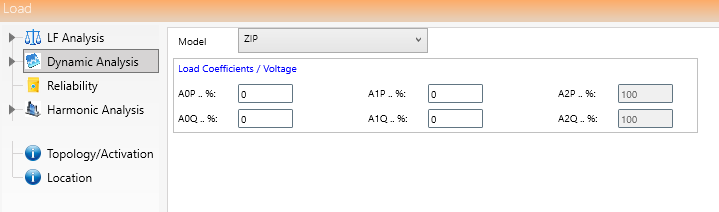 Load
LF Analysis
Dynamic Analysis
Reliability
Harmonic Analysis
Topology/Activation
Location
Model ZIP
Load Coefficients / Voltage
A0P .. %: 0 A1P .. %: 0 A2P .. %: 100
A0Q .. %: 0 A1Q .. %: 0 A2Q .. %: 100